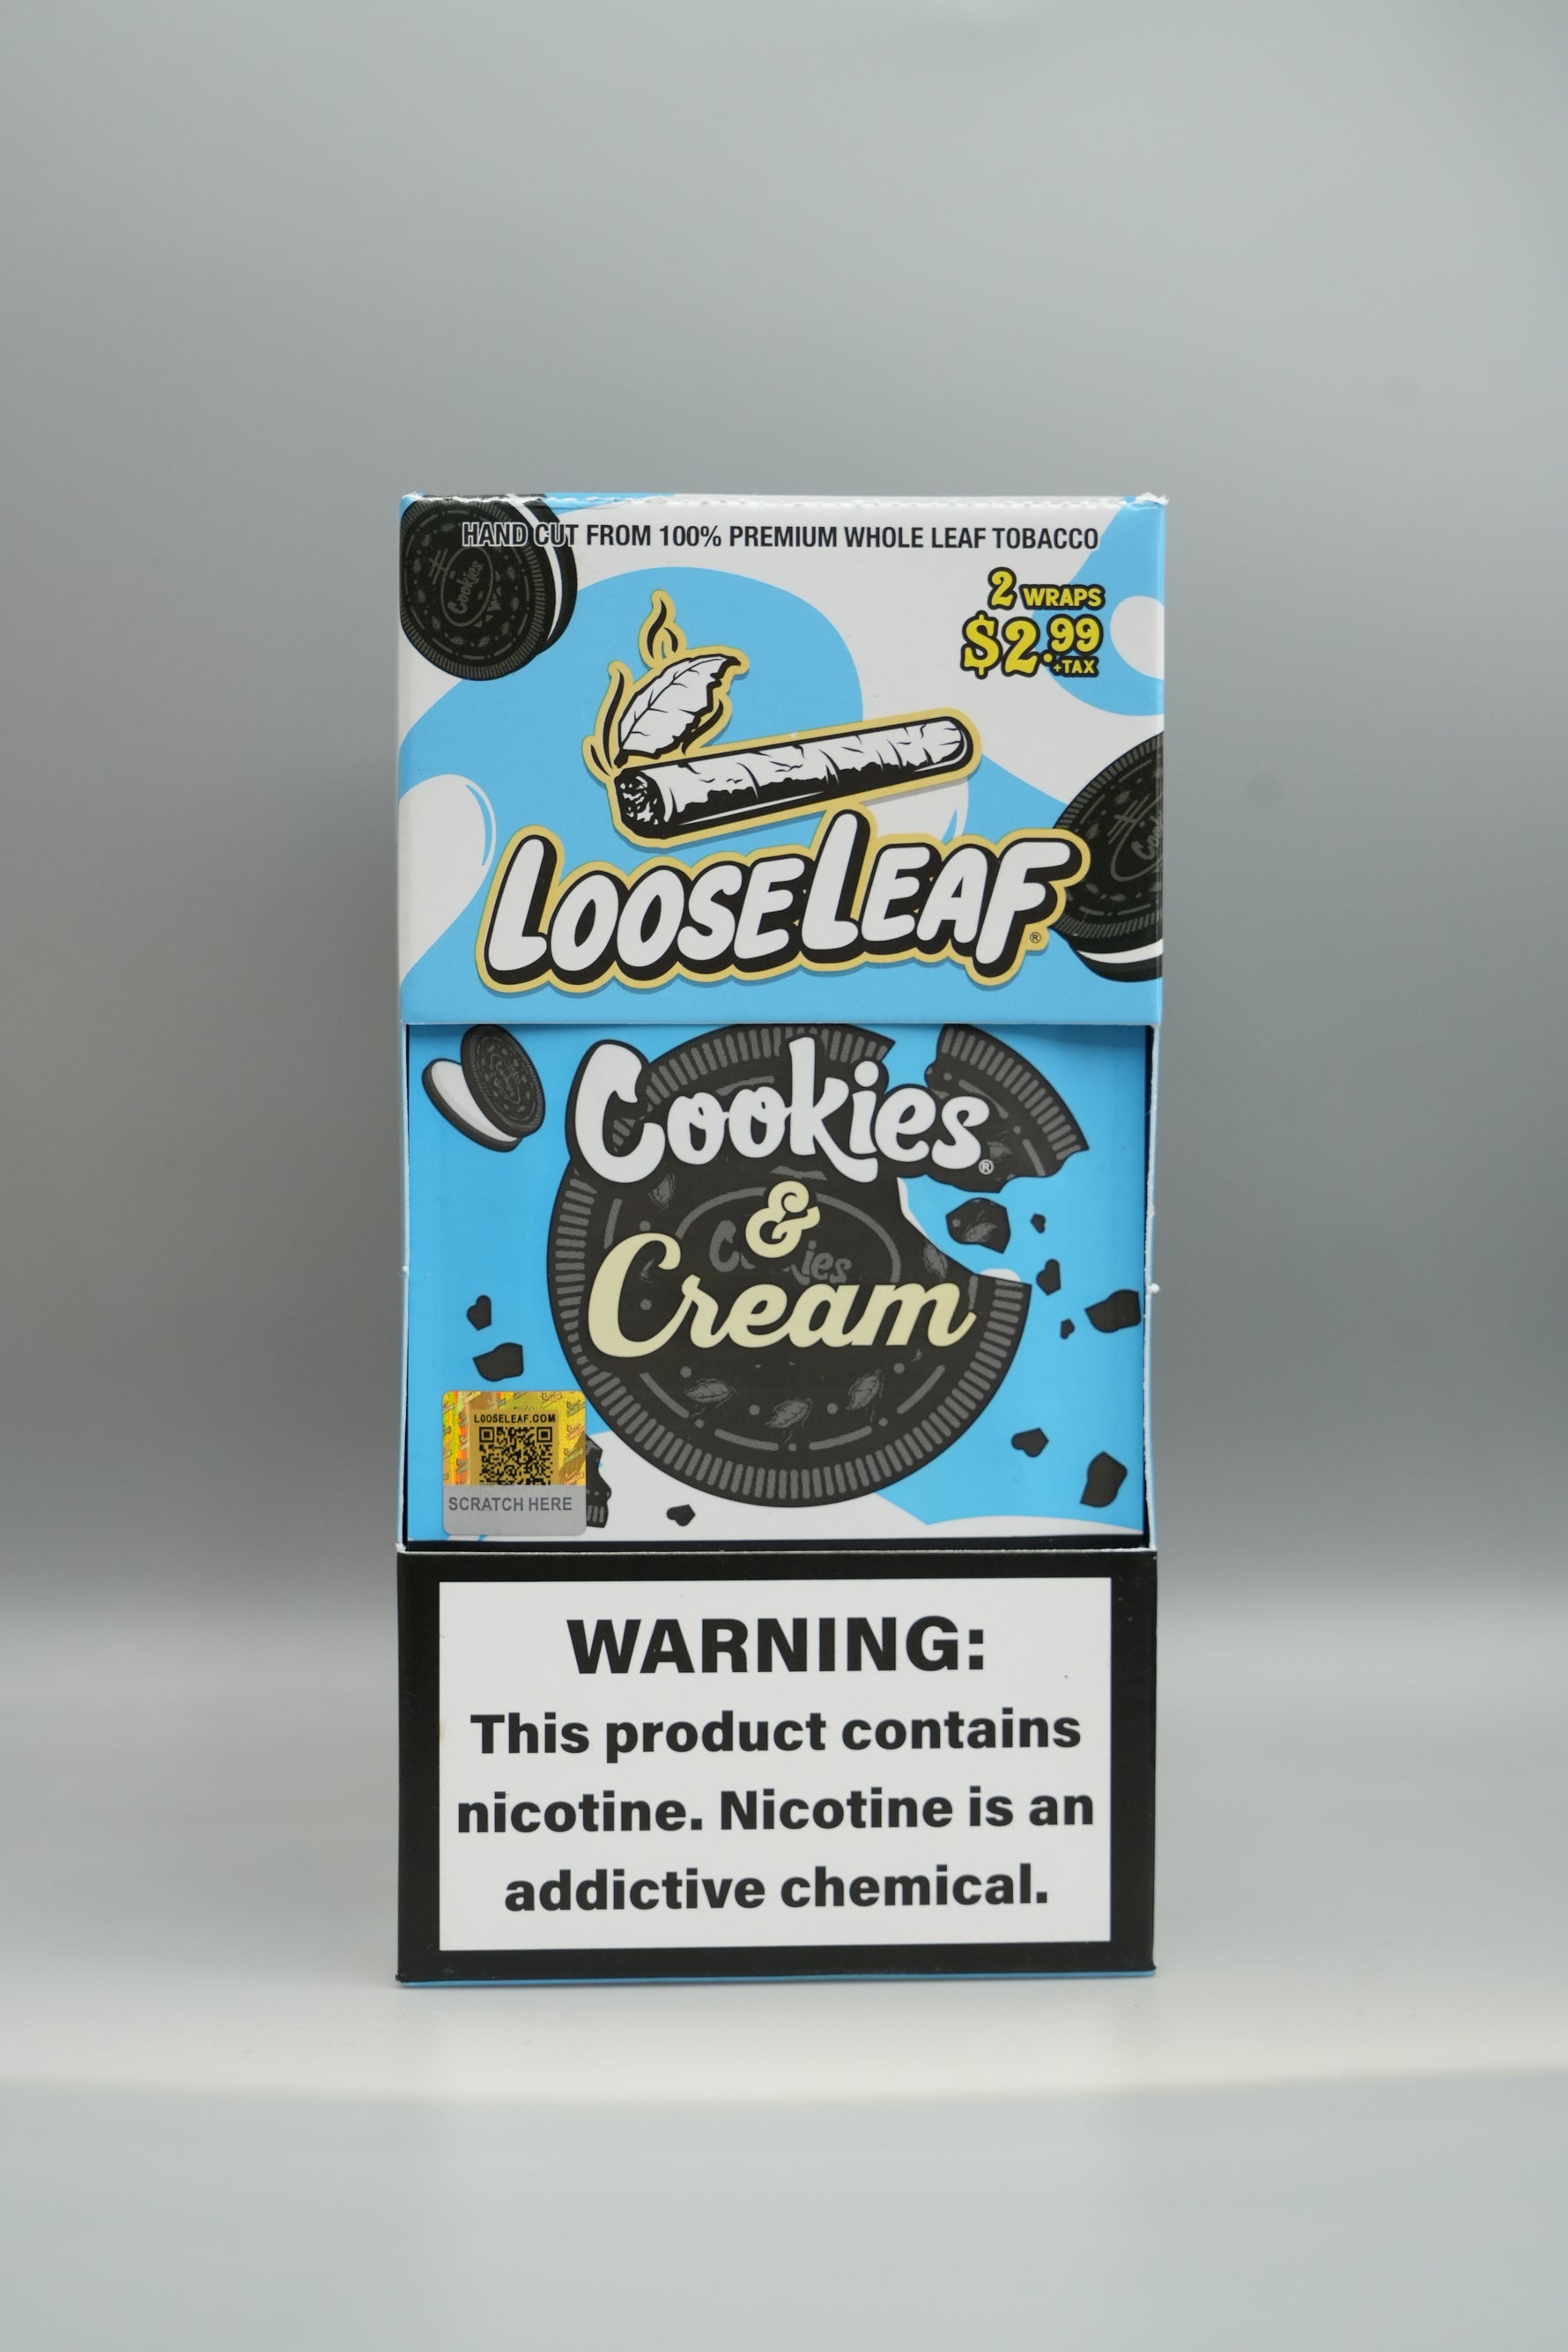 HAND CUT FROM 100% PREMIUM WHOLE LEAF TOBACCO
Cookies
2 WRAPS
$2.99
+TAX
LOOSELEAF®
Cookies®
&
Cream
LOOSELEAF.COM
SCRATCH HERE
WARNING:
This product contains
nicotine. Nicotine is an
addictive chemical.